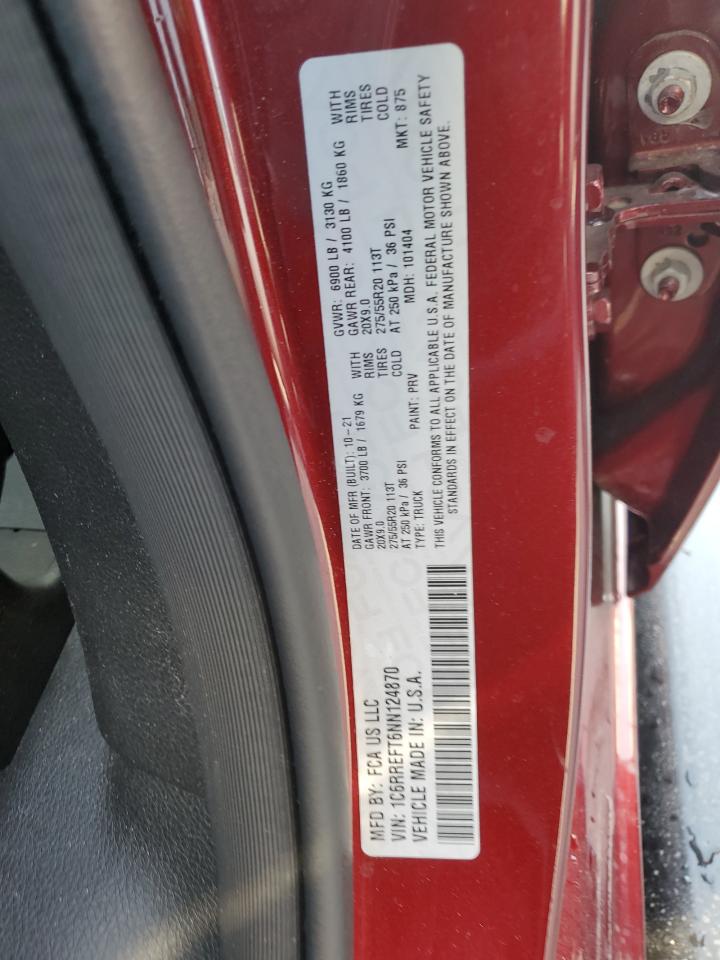 MFD BY: FCA US LLC
VIN: 1C6RREFT6NN124870
VEHICLE MADE IN: U.S.A.
DATE OF MFR (BUILT): 10-21
GAWR FRONT: 3700 LB / 1679 KG WITH
20X9.0 RIMS
275/55R20 113T TIRES
AT 250 kPa / 36 PSI COLD
TYPE: TRUCK PAINT: PRV
GVWR: 6900 LB / 3130 KG
GAWR REAR: 4100 LB / 1860 KG WITH
20X9.0 RIMS
275/55R20 113T TIRES
AT 250 kPa / 36 PSI COLD
MDH: 101404 MKT: 875
THIS VEHICLE CONFORMS TO ALL APPLICABLE U.S.A. FEDERAL MOTOR VEHICLE SAFETY
STANDARDS IN EFFECT ON THE DATE OF MANUFACTURE SHOWN ABOVE.